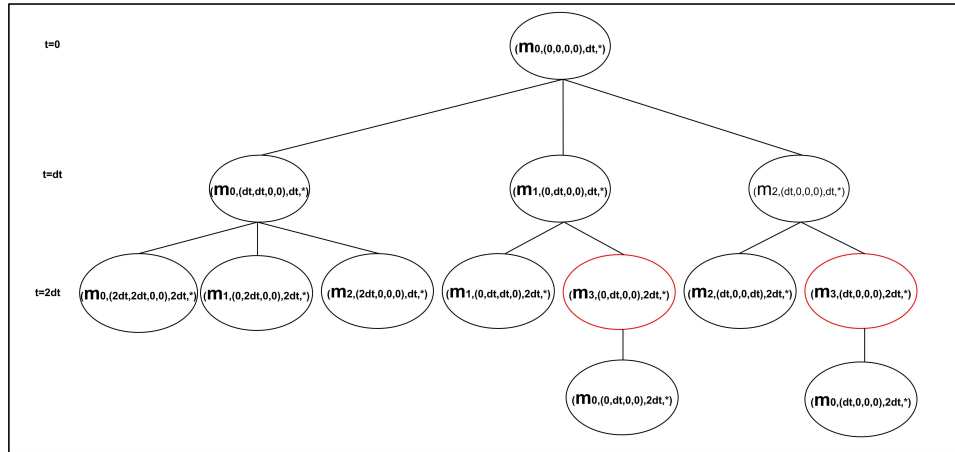 t=0
(m0,(0,0,0,0),dt,*)
t=dt
(m0,(dt,dt,0,0),dt,*)
(m1,(0,dt,0,0),dt,*)
(m2,(dt,0,0,0),dt,*)
t=2dt
(m0,(2dt,2dt,0,0),2dt,*)
(m1,(0,2dt,0,0),2dt,*)
(m2,(2dt,0,0,0),dt,*)
(m1,(0,dt,dt,0),2dt,*)
(m3,(0,dt,0,0),2dt,*)
(m2,(dt,0,0,dt),2dt,*)
(m3,(dt,0,0,0),2dt,*)
(m0,(0,dt,0,0),2dt,*)
(m0,(dt,0,0,0),2dt,*)